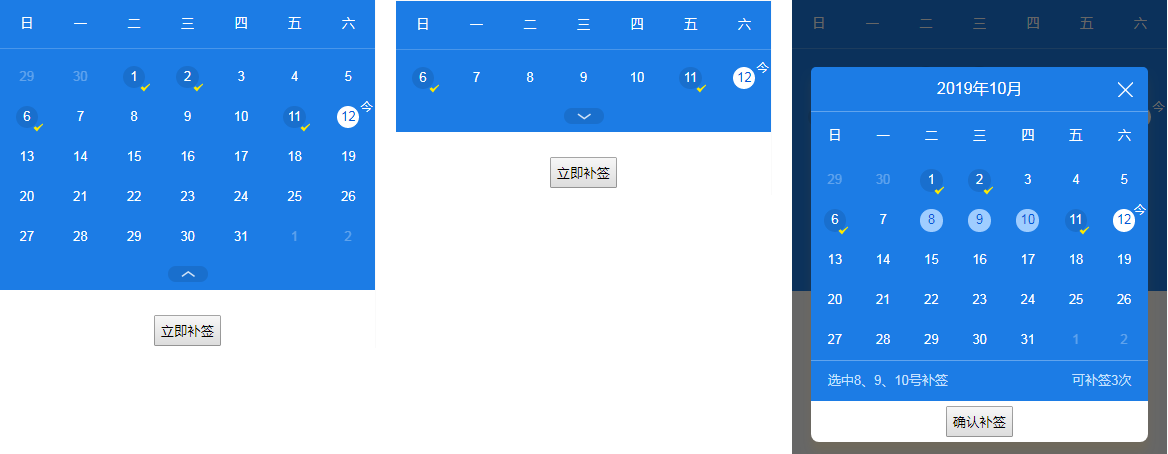 日 一 二 三 四 五 六
29 30 1 2 3 4 5
6 7 8 9 10 11 12 今
13 14 15 16 17 18 19
20 21 22 23 24 25 26
27 28 29 30 31 1 2
立即补签
日 一 二 三 四 五 六
6 7 8 9 10 11 12 今
立即补签
日 一 二 三 四 五 六
今
2019年10月
日 一 二 三 四 五 六
29 30 1 2 3 4 5
6 7 8 9 10 11 12 今
13 14 15 16 17 18 19
20 21 22 23 24 25 26
27 28 29 30 31 1 2
选中8、9、10号补签 可补签3次
确认补签